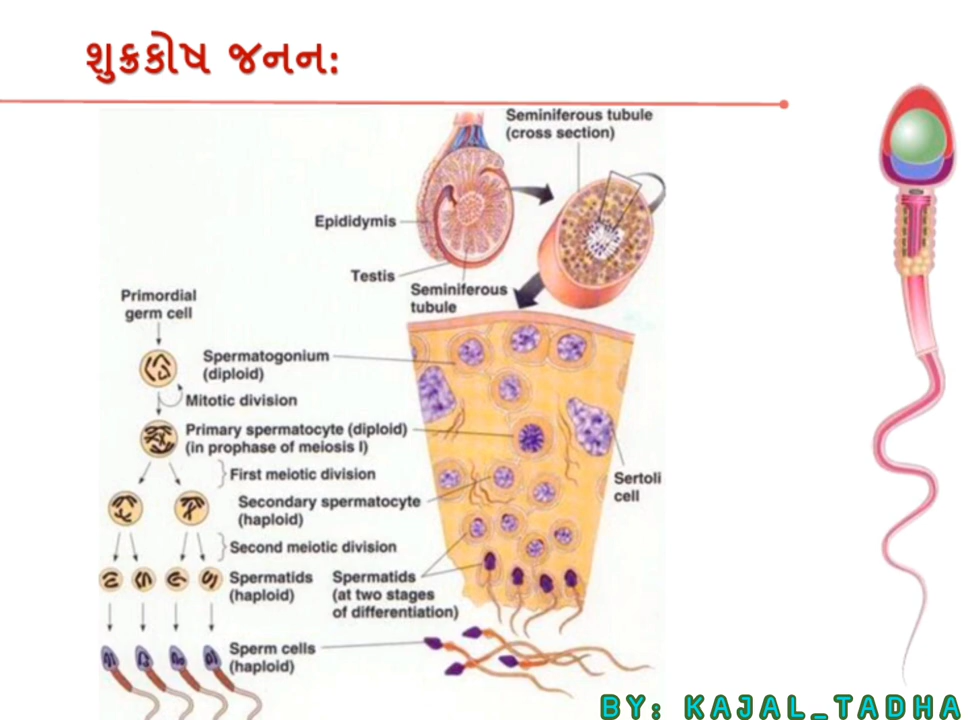 શુક્રકોષ જનન:
Seminiferous tubule
(cross section)
Epididymis
Testis
Seminiferous
tubule
Primordial
germ cell
Spermatogonium
(diploid)
Mitotic division
Primary spermatocyte (diploid)
(in prophase of meiosis I)
First meiotic division
Sertoli
cell
Secondary spermatocyte
(haploid)
Second meiotic division
Spermatids
(haploid)
Spermatids
(at two stages
of differentiation)
Sperm cells
(haploid)
BY: KAJAL_TADHA